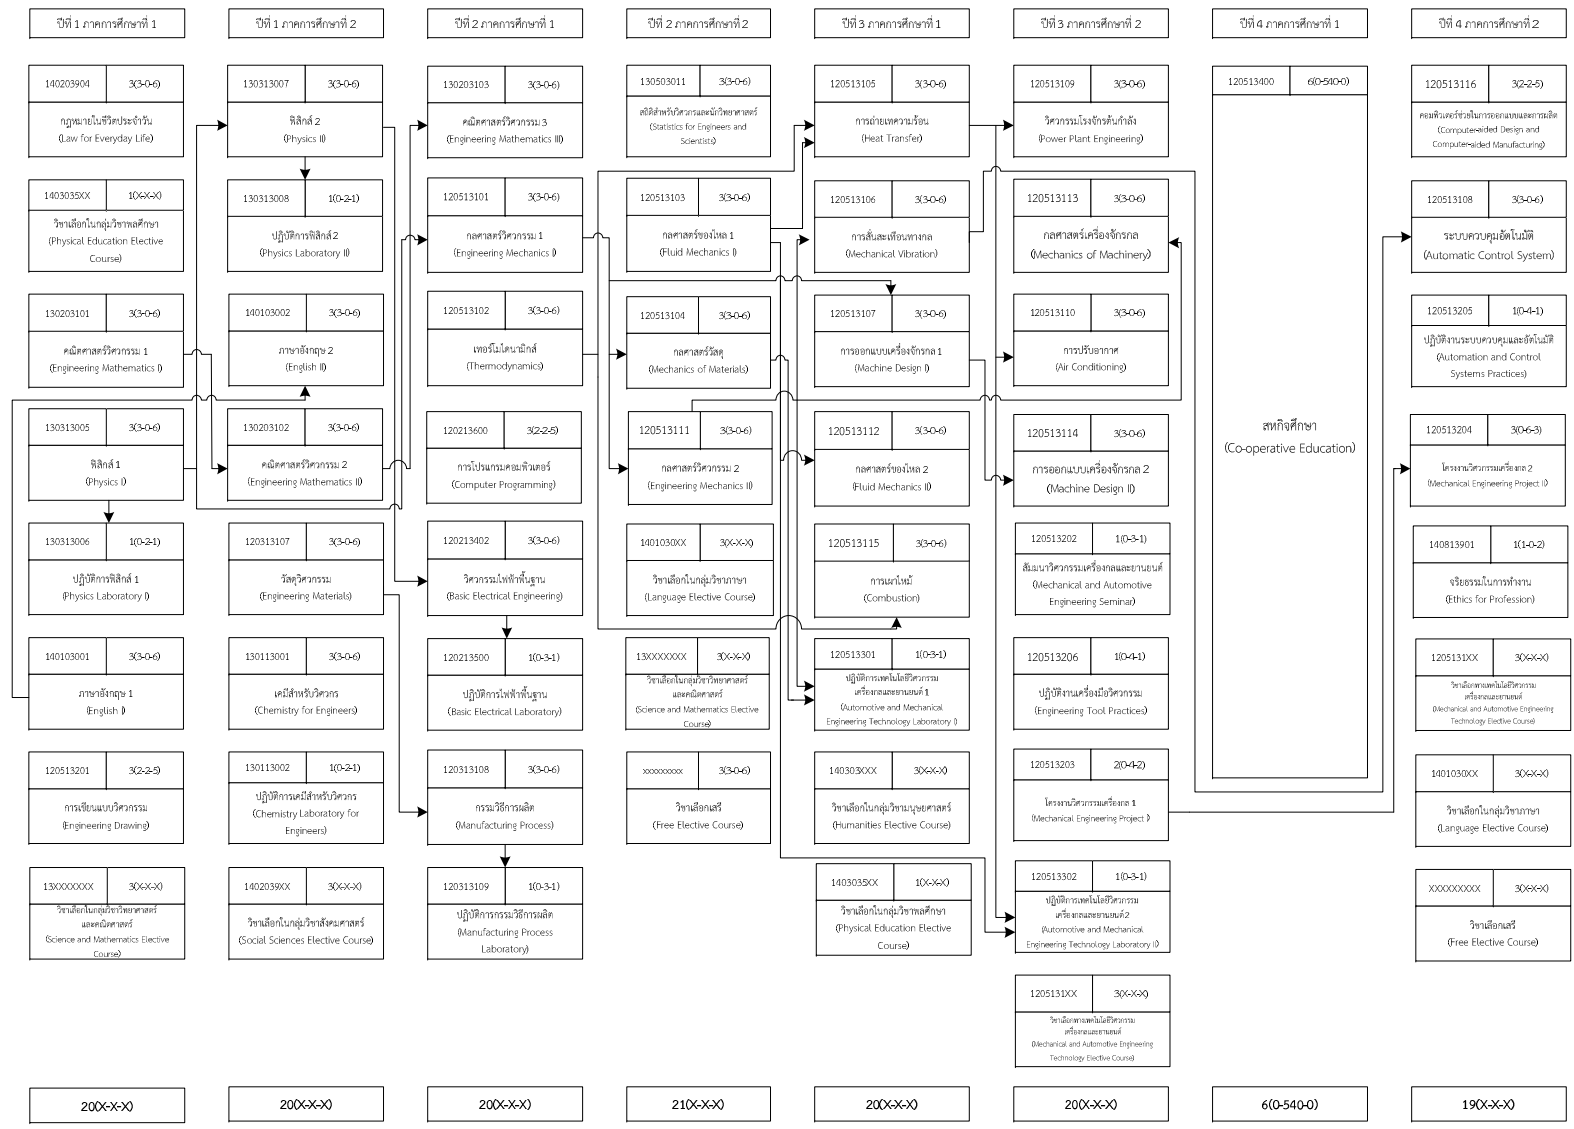 ปีที่ 1 ภาคการศึกษาที่ 1
140203904 3(3-0-6)
กฎหมายในชีวิตประจำวัน
(Law for Everyday Life)
1403035XX 1(X-X-X)
วิชาเลือกในกลุ่มวิชาพลศึกษา
(Physical Education Elective
Course)
130203101 3(3-0-6)
คณิตศาสตร์วิศวกรรม 1
(Engineering Mathematics I)
130313005 3(3-0-6)
ฟิสิกส์ 1
(Physics I)
130313006 1(0-2-1)
ปฏิบัติการฟิสิกส์ 1
(Physics Laboratory I)
140103001 3(3-0-6)
ภาษาอังกฤษ 1
(English I)
120513201 3(2-2-5)
การเขียนแบบวิศวกรรม
(Engineering Drawing)
13XXXXXXX 3(X-X-X)
วิชาเลือกในกลุ่มวิชาวิทยาศาสตร์
และคณิตศาสตร์
(Science and Mathematics Elective
Course)
20(X-X-X)
ปีที่ 1 ภาคการศึกษาที่ 2
130313007 3(3-0-6)
ฟิสิกส์ 2
(Physics II)
130313008 1(0-2-1)
ปฏิบัติการฟิสิกส์ 2
(Physics Laboratory II)
140103002 3(3-0-6)
ภาษาอังกฤษ 2
(English II)
130203102 3(3-0-6)
คณิตศาสตร์วิศวกรรม 2
(Engineering Mathematics II)
120313107 3(3-0-6)
วัสดุวิศวกรรม
(Engineering Materials)
130113001 3(3-0-6)
เคมีสำหรับวิศวกร
(Chemistry for Engineers)
130113002 1(0-2-1)
ปฏิบัติการเคมีสำหรับวิศวกร
(Chemistry Laboratory for
Engineers)
1402039XX 3(X-X-X)
วิชาเลือกในกลุ่มวิชาสังคมศาสตร์
(Social Sciences Elective Course)
20(X-X-X)
ปีที่ 2 ภาคการศึกษาที่ 1
130203103 3(3-0-6)
คณิตศาสตร์วิศวกรรม 3
(Engineering Mathematics III)
120513101 3(3-0-6)
กลศาสตร์วิศวกรรม 1
(Engineering Mechanics I)
120513102 3(3-0-6)
เทอร์โมไดนามิกส์
(Thermodynamics)
120213600 3(2-2-5)
การโปรแกรมคอมพิวเตอร์
(Computer Programming)
120213402 3(3-0-6)
วิศวกรรมไฟฟ้าพื้นฐาน
(Basic Electrical Engineering)
120213500 1(0-3-1)
ปฏิบัติการไฟฟ้าพื้นฐาน
(Basic Electrical Laboratory)
120313108 3(3-0-6)
กรรมวิธีการผลิต
(Manufacturing Process)
120313109 1(0-3-1)
ปฏิบัติการกรรมวิธีการผลิต
(Manufacturing Process
Laboratory)
20(X-X-X)
ปีที่ 2 ภาคการศึกษาที่ 2
130503011 3(3-0-6)
สถิติสำหรับวิศวกรและนักวิทยาศาสตร์
(Statistics for Engineers and
Scientists)
120513103 3(3-0-6)
กลศาสตร์ของไหล 1
(Fluid Mechanics I)
120513104 3(3-0-6)
กลศาสตร์วัสดุ
(Mechanics of Materials)
120513111 3(3-0-6)
กลศาสตร์วิศวกรรม 2
(Engineering Mechanics II)
1401030XX 3(X-X-X)
วิชาเลือกในกลุ่มวิชาภาษา
(Language Elective Course)
13XXXXXXX 3(X-X-X)
วิชาเลือกในกลุ่มวิชาวิทยาศาสตร์
และคณิตศาสตร์
(Science and Mathematics Elective
Course)
xxxxxxxxx 3(3-0-6)
วิชาเลือกเสรี
(Free Elective Course)
21(X-X-X)
ปีที่ 3 ภาคการศึกษาที่ 1
120513105 3(3-0-6)
การถ่ายเทความร้อน
(Heat Transfer)
120513106 3(3-0-6)
การสั่นสะเทือนทางกล
(Mechanical Vibration)
120513107 3(3-0-6)
การออกแบบเครื่องจักรกล 1
(Machine Design I)
120513112 3(3-0-6)
กลศาสตร์ของไหล 2
(Fluid Mechanics II)
120513115 3(3-0-6)
การเผาไหม้
(Combustion)
120513301 1(0-3-1)
ปฏิบัติการเทคโนโลยีวิศวกรรม
เครื่องกลและยานยนต์ 1
(Automotive and Mechanical
Engineering Technology Laboratory I)
140303XXX 3(X-X-X)
วิชาเลือกในกลุ่มวิชามนุษยศาสตร์
(Humanities Elective Course)
1403035XX 1(X-X-X)
วิชาเลือกในกลุ่มวิชาพลศึกษา
(Physical Education Elective
Course)
20(X-X-X)
ปีที่ 3 ภาคการศึกษาที่ 2
120513109 3(3-0-6)
วิศวกรรมโรงจักรต้นกำลัง
(Power Plant Engineering)
120513113 3(3-0-6)
กลศาสตร์เครื่องจักรกล
(Mechanics of Machinery)
120513110 3(3-0-6)
การปรับอากาศ
(Air Conditioning)
120513114 3(3-0-6)
การออกแบบเครื่องจักรกล 2
(Machine Design II)
120513202 1(0-3-1)
สัมมนาวิศวกรรมเครื่องกลและยานยนต์
(Mechanical and Automotive
Engineering Seminar)
120513206 1(0-4-1)
ปฏิบัติงานเครื่องมือวิศวกรรม
(Engineering Tool Practices)
120513203 2(0-4-2)
โครงงานวิศวกรรมเครื่องกล 1
(Mechanical Engineering Project I)
120513302 1(0-3-1)
ปฏิบัติการเทคโนโลยีวิศวกรรม
เครื่องกลและยานยนต์ 2
(Automotive and Mechanical
Engineering Technology Laboratory II)
1205131XX 3(X-X-X)
วิชาเลือกทางเทคโนโลยีวิศวกรรม
เครื่องกลและยานยนต์
(Mechanical and Automotive Engineering
Technology Elective Course)
20(X-X-X)
ปีที่ 4 ภาคการศึกษาที่ 1
120513400 6(0-540-0)
สหกิจศึกษา
(Co-operative Education)
6(0-540-0)
ปีที่ 4 ภาคการศึกษาที่ 2
120513116 3(2-2-5)
คอมพิวเตอร์ช่วยในการออกแบบและการผลิต
(Computer-aided Design and
Computer-aided Manufacturing)
120513108 3(3-0-6)
ระบบควบคุมอัตโนมัติ
(Automatic Control System)
120513205 1(0-4-1)
ปฏิบัติงานระบบควบคุมและอัตโนมัติ
(Automation and Control
Systems Practices)
120513204 3(0-6-3)
โครงงานวิศวกรรมเครื่องกล 2
(Mechanical Engineering Project II)
140813901 1(1-0-2)
จริยธรรมในการทำงาน
(Ethics for Profession)
1205131XX 3(X-X-X)
วิชาเลือกทางเทคโนโลยีวิศวกรรม
เครื่องกลและยานยนต์
(Mechanical and Automotive Engineering
Technology Elective Course)
1401030XX 3(X-X-X)
วิชาเลือกในกลุ่มวิชาภาษา
(Language Elective Course)
XXXXXXXXX 3(X-X-X)
วิชาเลือกเสรี
(Free Elective Course)
19(X-X-X)